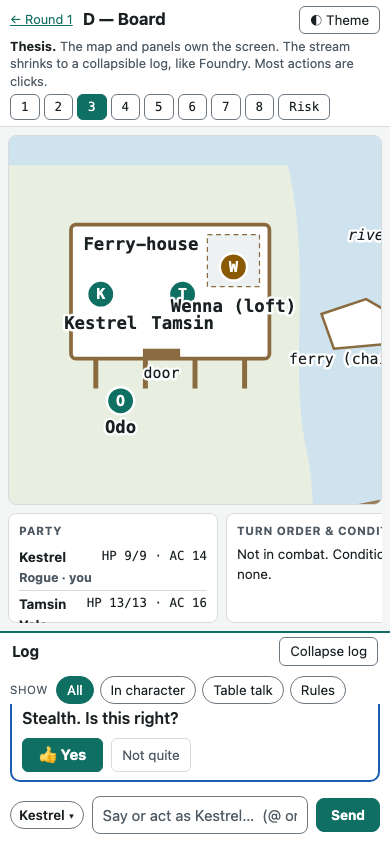 ← Round 1 D — Board
◐ Theme
Thesis. The map and panels own the screen. The stream
shrinks to a collapsible log, like Foundry. Most actions are
clicks.
1 2 3 4 5 6 7 8 Risk
Ferry-house
W
rive
K T
Wenna (loft)
Kestrel Tamsin
ferry (chai
door
O
Odo
PARTY
Kestrel HP 9/9 · AC 14
Rogue · you
Tamsin HP 13/13 · AC 16
TURN ORDER & CONDI
Not in combat. Conditio
none.
Log
Collapse log
SHOW All In character Table talk Rules
Stealth. Is this right?
👍 Yes Not quite
Kestrel ▾ Say or act as Kestrel... (@ or Send